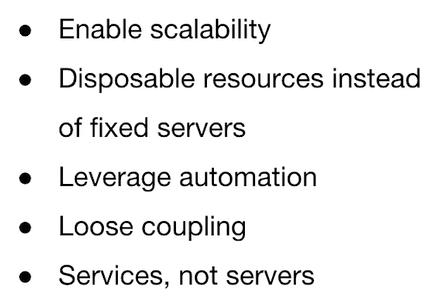 ● Enable scalability
● Disposable resources instead
of fixed servers
● Leverage automation
● Loose coupling
● Services, not servers